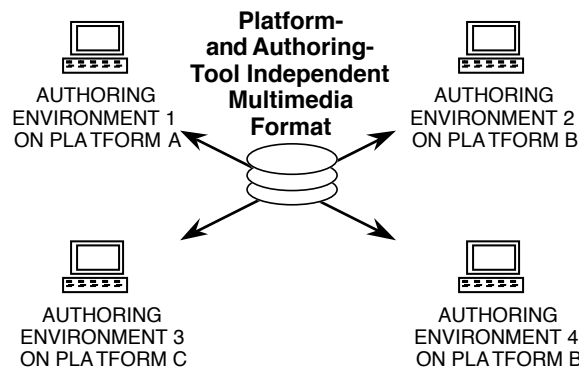 Platform-
and Authoring-
Tool Independent
Multimedia
Format
AUTHORING
ENVIRONMENT 1
ON PLATFORM A
AUTHORING
ENVIRONMENT 2
ON PLATFORM B
AUTHORING
ENVIRONMENT 3
ON PLATFORM C
AUTHORING
ENVIRONMENT 4
ON PLATFORM B